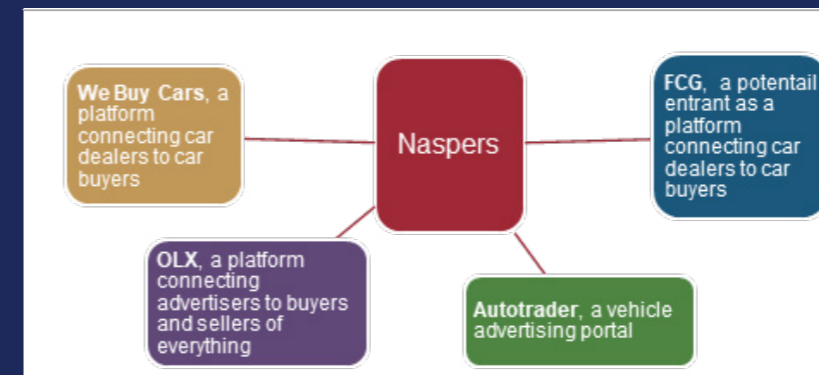 We Buy Cars, a
platform
connecting car
dealers to car
buyers
Naspers
FCG,  a potentail
entrant as a
platform
connecting car
dealers to car
buyers
OLX, a platform
connecting
advertisers to buyers
and sellers of
everything
Autotrader, a vehicle
advertising portal